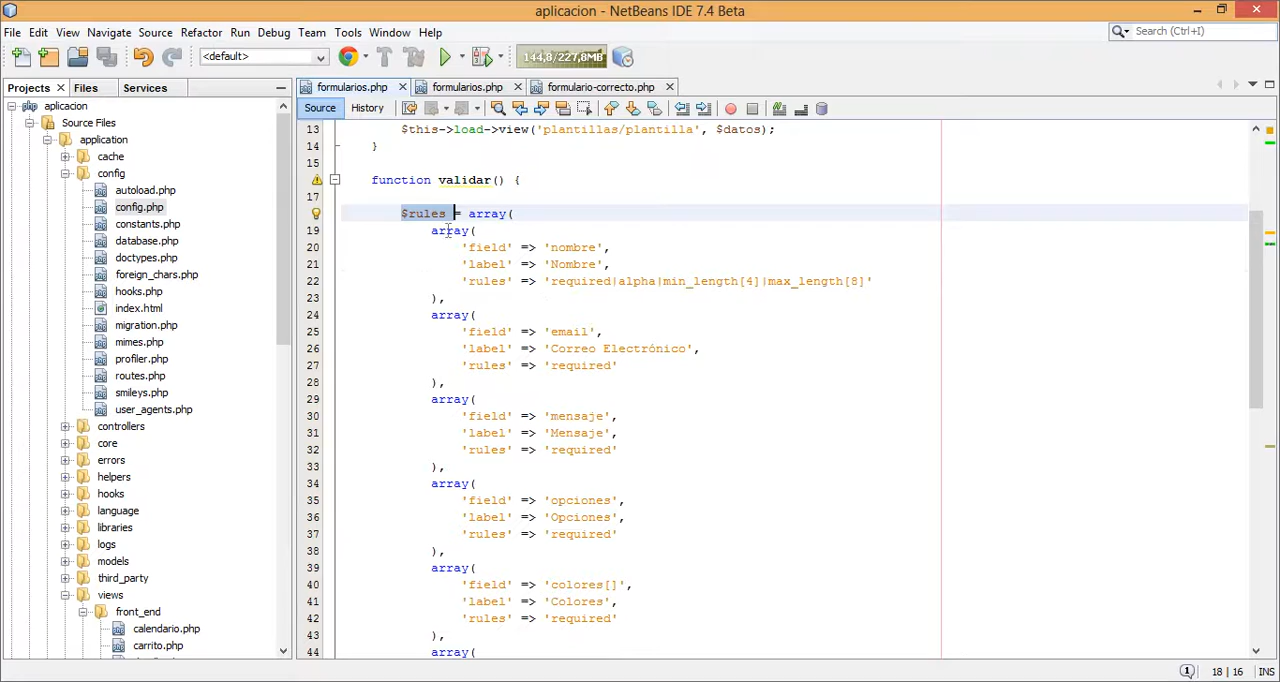 aplicacion - NetBeans IDE 7.4 Beta
File Edit View Navigate Source Refactor Run Debug Team Tools Window Help
Search (Ctrl+I)
<default>
144,8/227,8MB
Projects Files Services
formularios.php formularios.php formulario-correcto.php
Source History
aplicacion
Source Files
application
cache
config
autoload.php
config.php
constants.php
database.php
doctypes.php
foreign_chars.php
hooks.php
index.html
migration.php
mimes.php
profiler.php
routes.php
smileys.php
user_agents.php
controllers
core
errors
helpers
hooks
language
libraries
logs
models
third_party
views
front_end
calendario.php
carrito.php
13 $this->load->view('plantillas/plantilla', $datos);
14 }
15
16 function validar() {
17
$rules = array(
19 array(
20 'field' => 'nombre',
21 'label' => 'Nombre',
22 'rules' => 'required|alpha|min_length[4]|max_length[8]'
23 ),
24 array(
25 'field' => 'email',
26 'label' => 'Correo Electrónico',
27 'rules' => 'required'
28 ),
29 array(
30 'field' => 'mensaje',
31 'label' => 'Mensaje',
32 'rules' => 'required'
33 ),
34 array(
35 'field' => 'opciones',
36 'label' => 'Opciones',
37 'rules' => 'required'
38 ),
39 array(
40 'field' => 'colores[]',
41 'label' => 'Colores',
42 'rules' => 'required'
43 ),
44 array(
18 | 16 INS